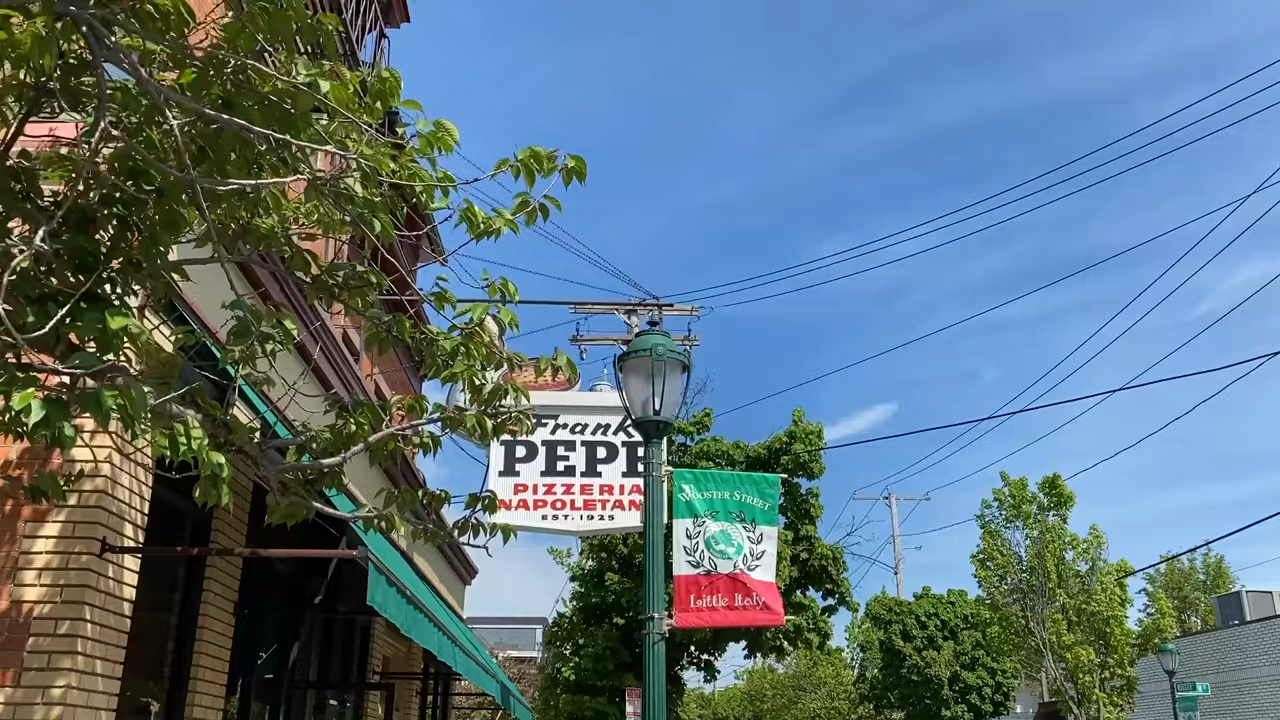 Frank
PEPE
PIZZERIA
NAPOLETAN
EST. 1925
WOOSTER STREET
Little Italy